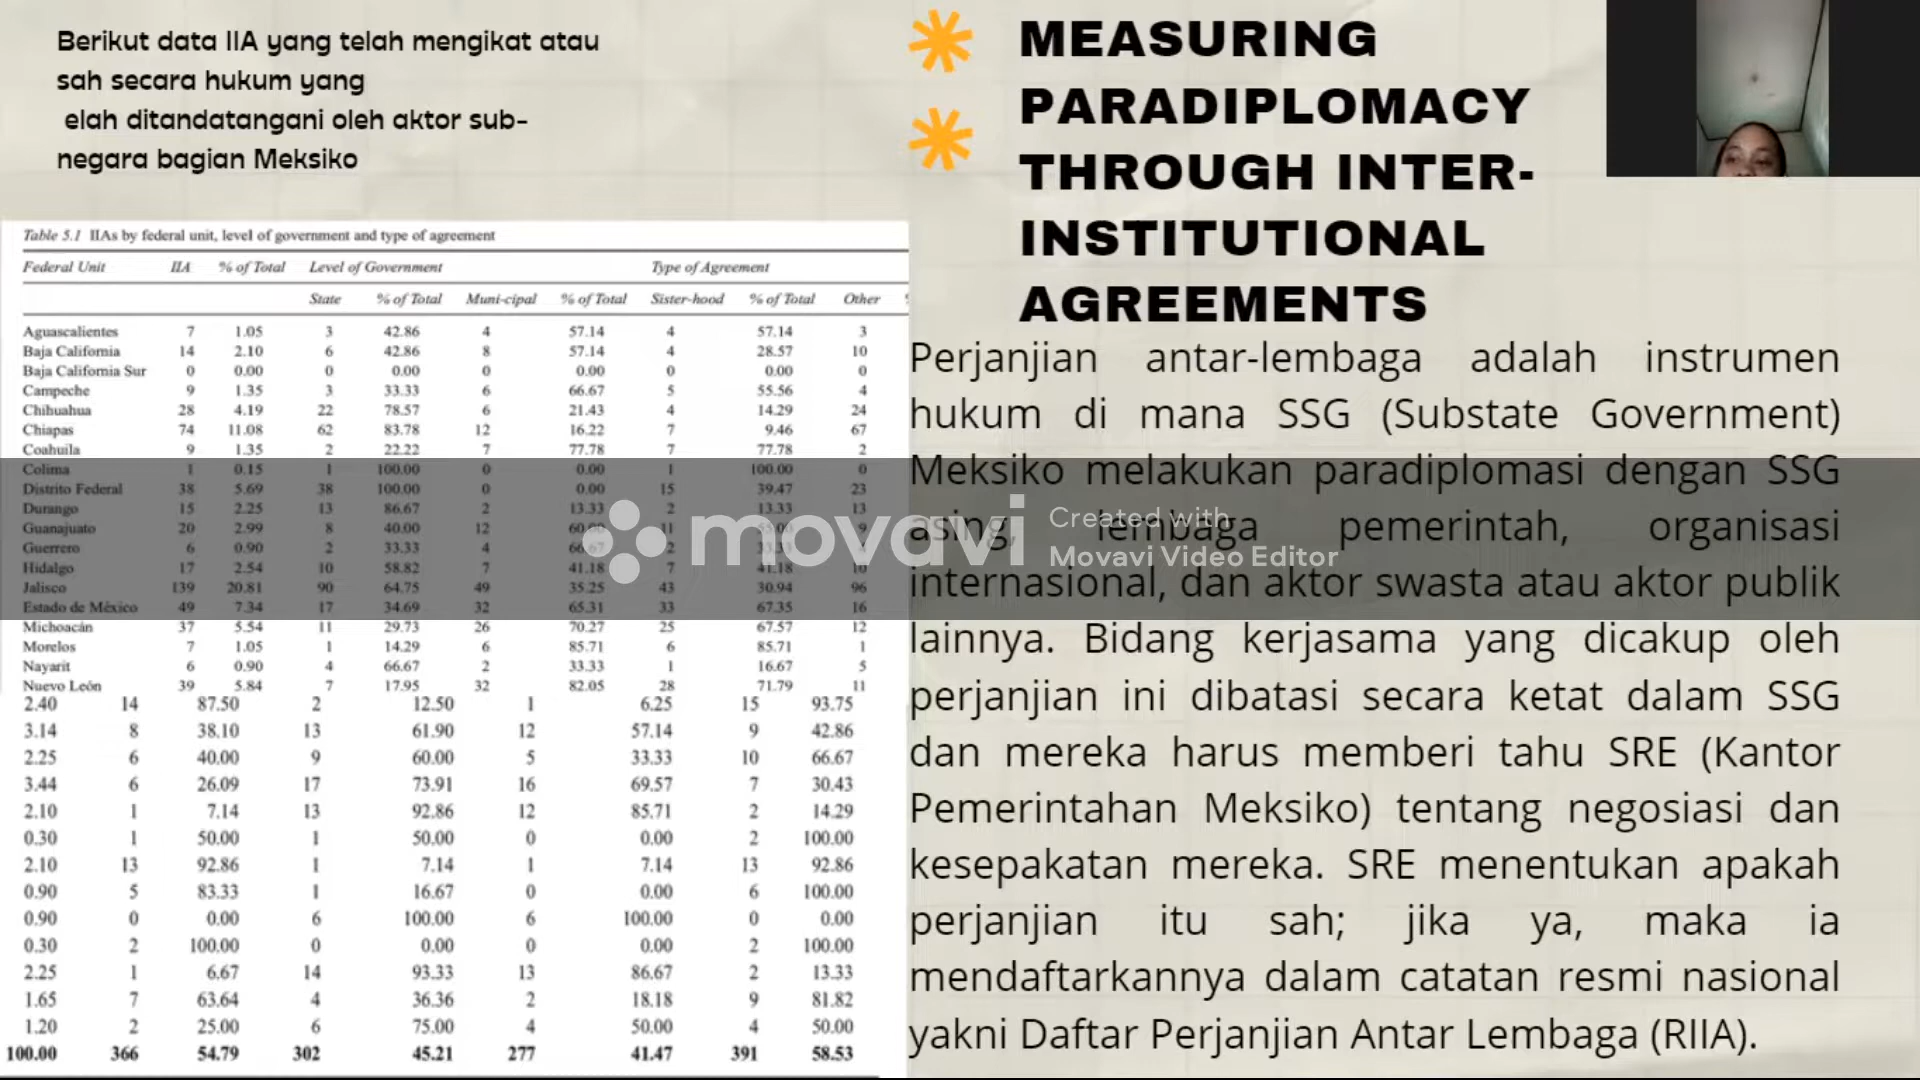 Berikut data IIA yang telah mengikat atau
sah secara hukum yang
elah ditandatangani oleh aktor sub-
negara bagian Meksiko
Table 5.1 IIAs by federal unit, level of government and type of agreement
Federal Unit IIA % of Total Level of Government Type of Agreement
State % of Total Muni-cipal % of Total Sister-hood % of Total Other
Aguascalientes 7 1.05 3 42.86 4 57.14 4 57.14 3
Baja California 14 2.10 6 42.86 8 57.14 4 28.57 10
Baja California Sur 0 0.00 0 0.00 0 0.00 0 0.00 0
Campeche 9 1.35 3 33.33 6 66.67 5 55.56 4
Chihuahua 28 4.19 22 78.57 6 21.43 4 14.29 24
Chiapas 74 11.08 62 83.78 12 16.22 7 9.46 67
Coahuila 9 1.35 2 22.22 7 77.78 7 77.78 2
Colima 1 0.15 1 100.00 0 0.00 1 100.00 0
Distrito Federal 38 5.69 38 100.00 0 0.00 15 39.47 23
Durango 15 2.25 13 86.67 2 13.33 2 13.33 13
Guanajuato 20 2.99 8 40.00 12 60.00 11 9
Guerrero 6 0.90 2 33.33 4 2
Hidalgo 17 2.54 10 58.82 7 41.18 7 41.18 10
Jalisco 139 20.81 90 64.75 49 35.25 43 30.94 96
Estado de México 49 7.34 17 34.69 32 65.31 33 67.35 16
Michoacán 37 5.54 11 29.73 26 70.27 25 67.57 12
Morelos 7 1.05 1 14.29 6 85.71 6 85.71 1
Nayarit 6 0.90 4 66.67 2 33.33 1 16.67 5
Nuevo León 39 5.84 7 17.95 32 82.05 28 71.79 11
2.40 14 87.50 2 12.50 1 6.25 15 93.75
3.14 8 38.10 13 61.90 12 57.14 9 42.86
2.25 6 40.00 9 60.00 5 33.33 10 66.67
3.44 6 26.09 17 73.91 16 69.57 7 30.43
2.10 1 7.14 13 92.86 12 85.71 2 14.29
0.30 1 50.00 1 50.00 0 0.00 2 100.00
2.10 13 92.86 1 7.14 1 7.14 13 92.86
0.90 5 83.33 1 16.67 0 0.00 6 100.00
0.90 0 0.00 6 100.00 6 100.00 0 0.00
0.30 2 100.00 0 0.00 0 0.00 2 100.00
2.25 1 6.67 14 93.33 13 86.67 2 13.33
1.65 7 63.64 4 36.36 2 18.18 9 81.82
1.20 2 25.00 6 75.00 4 50.00 4 50.00
100.00 366 54.79 302 45.21 277 41.47 391 58.53
MEASURING
PARADIPLOMACY
THROUGH INTER-
INSTITUTIONAL
AGREEMENTS
Perjanjian antar-lembaga adalah instrumen
hukum di mana SSG (Substate Government)
Meksiko melakukan paradiplomasi dengan SSG
asing, lembaga pemerintah, organisasi
internasional, dan aktor swasta atau aktor publik
lainnya. Bidang kerjasama yang dicakup oleh
perjanjian ini dibatasi secara ketat dalam SSG
dan mereka harus memberi tahu SRE (Kantor
Pemerintahan Meksiko) tentang negosiasi dan
kesepakatan mereka. SRE menentukan apakah
perjanjian itu sah; jika ya, maka ia
mendaftarkannya dalam catatan resmi nasional
yakni Daftar Perjanjian Antar Lembaga (RIIA).
movavi
Created with
Movavi Video Editor